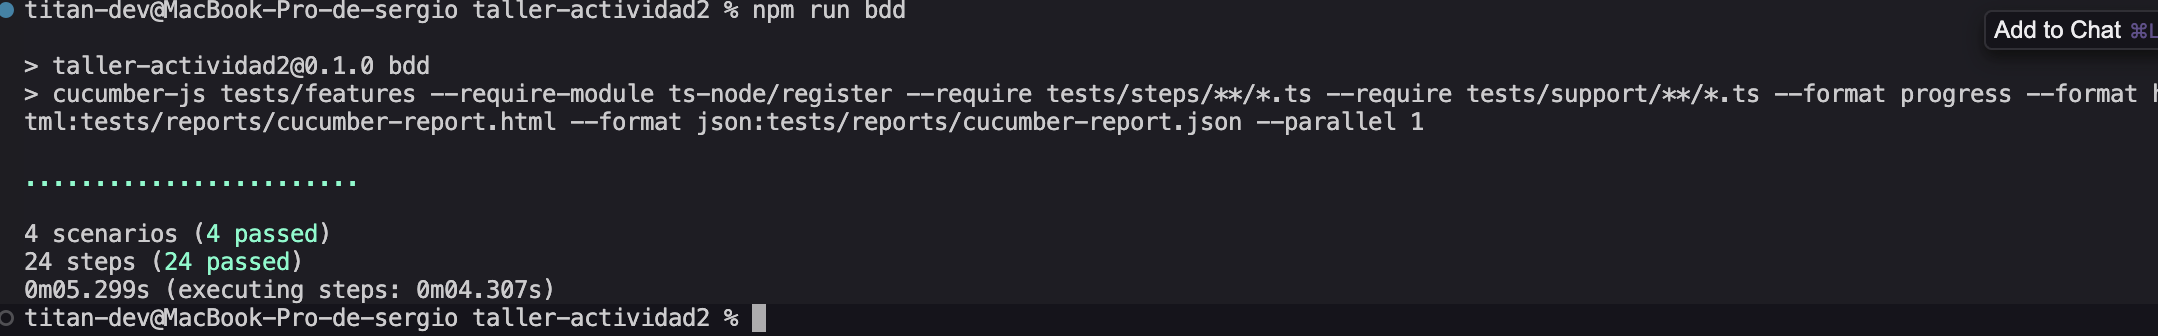 titan-dev@MacBook-Pro-de-sergio taller-actividad2 % npm run bdd
Add to Chat ⌘L
> taller-actividad2@0.1.0 bdd
> cucumber-js tests/features --require-module ts-node/register --require tests/steps/**/*.ts --require tests/support/**/*.ts --format progress --format h
tml:tests/reports/cucumber-report.html --format json:tests/reports/cucumber-report.json --parallel 1
........................
4 scenarios (4 passed)
24 steps (24 passed)
0m05.299s (executing steps: 0m04.307s)
titan-dev@MacBook-Pro-de-sergio taller-actividad2 %